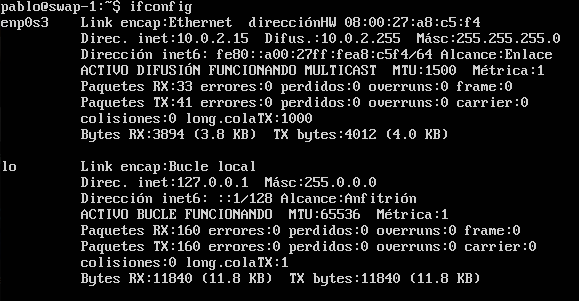 pablo@swap-1:~$ ifconfig
enp0s3    Link encap:Ethernet  direcciónHW 08:00:27:a8:c5:f4
          Direc. inet:10.0.2.15  Difus.:10.0.2.255  Másc:255.255.255.0
          Dirección inet6: fe80::a00:27ff:fea8:c5f4/64 Alcance:Enlace
          ACTIVO DIFUSIÓN FUNCIONANDO MULTICAST  MTU:1500  Métrica:1
          Paquetes RX:33 errores:0 perdidos:0 overruns:0 frame:0
          Paquetes TX:41 errores:0 perdidos:0 overruns:0 carrier:0
          colisiones:0 long.colaTX:1000
          Bytes RX:3894 (3.8 KB)  TX bytes:4012 (4.0 KB)
lo        Link encap:Bucle local
          Direc. inet:127.0.0.1  Másc:255.0.0.0
          Dirección inet6: ::1/128 Alcance:Anfitrión
          ACTIVO BUCLE FUNCIONANDO  MTU:65536  Métrica:1
          Paquetes RX:160 errores:0 perdidos:0 overruns:0 frame:0
          Paquetes TX:160 errores:0 perdidos:0 overruns:0 carrier:0
          colisiones:0 long.colaTX:1
          Bytes RX:11840 (11.8 KB)  TX bytes:11840 (11.8 KB)